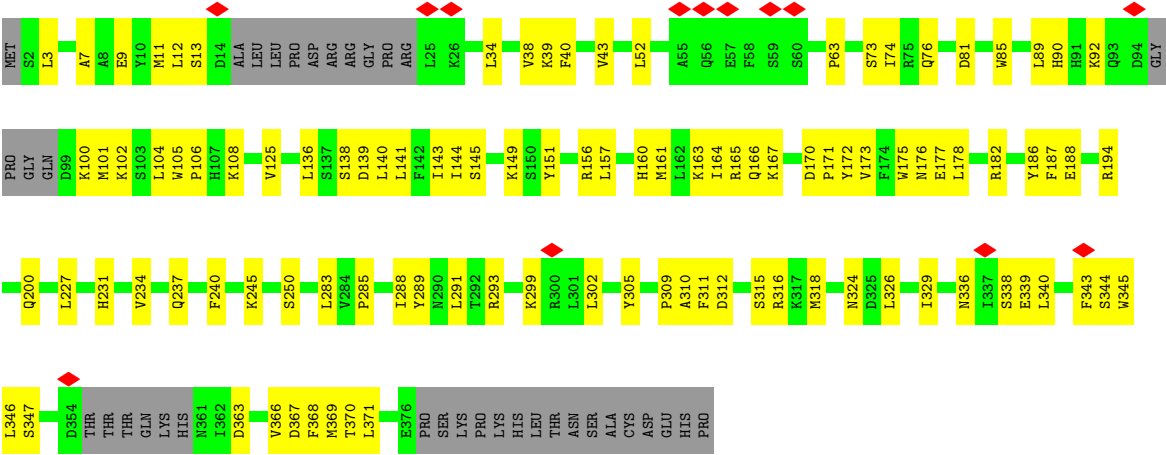 MET S2 L3 A7 A8 E9 Y10 M11 L12 S13 D14 ALA LEU LEU PRO ASP ARG ARG GLY PRO ARG L25 K26 L34 V38 K39 F40 V43 L52 A55 Q56 E57 F58 S59 S60 P63 S73 I74 R75 Q76 D81 W85 L89 H90 H91 K92 Q93 D94 GLY
PRO GLY GLN D99 K100 M101 K102 S103 L104 W105 P106 H107 K108 V125 L136 S137 S138 D139 L140 L141 F142 I143 I144 S145 K149 S150 Y151 R156 L157 H160 M161 L162 K163 I164 R165 Q166 K167 D170 P171 Y172 V173 F174 W175 N176 E177 L178 R182 Y186 F187 E188 R194
Q200 L227 H231 V234 Q237 F240 K245 S250 L283 V284 P285 I288 Y289 N290 L291 T292 R293 K299 R300 L301 L302 Y305 P309 A310 F311 D312 S315 R316 K317 M318 N324 D325 L326 I329 N336 I337 S338 E339 L340 F343 S344 W345
L346 S347 D354 THR THR THR GLN LYS HIS N361 I362 D363 V366 D367 F368 M369 T370 L371 E376 PRO SER LYS PRO LYS HIS LEU THR ASN SER ALA CYS ASP GLU HIS PRO